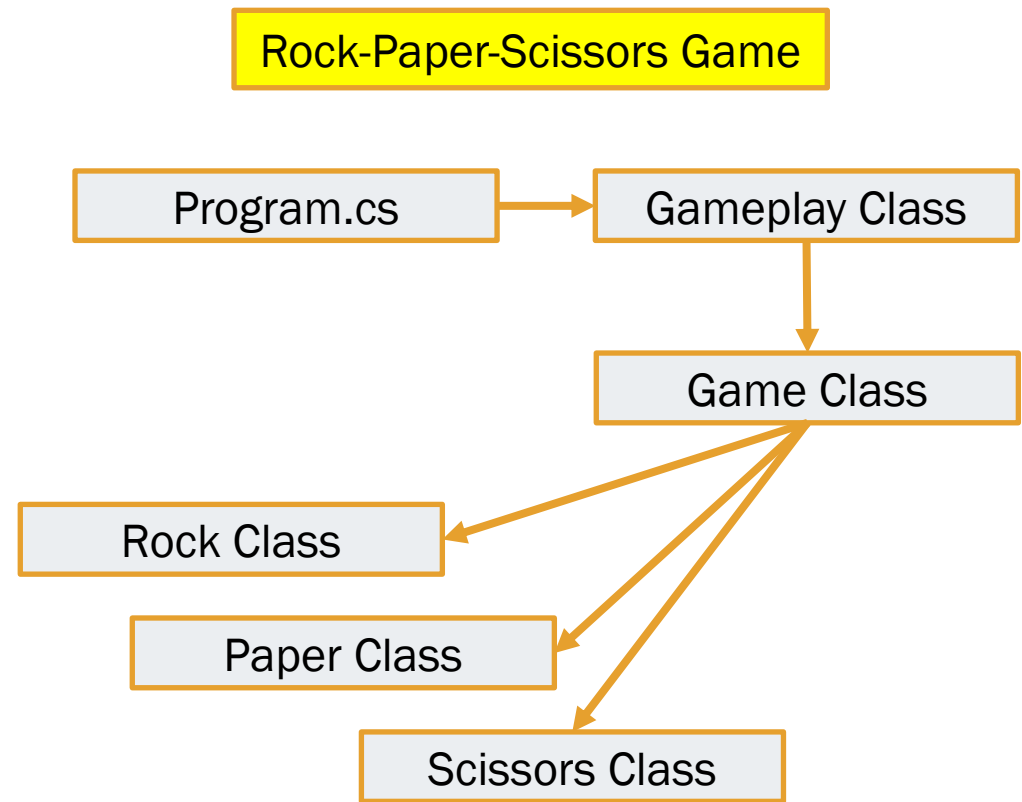 Rock-Paper-Scissors Game
Program.cs
Gameplay Class
Game Class
Rock Class
Paper Class
Scissors Class